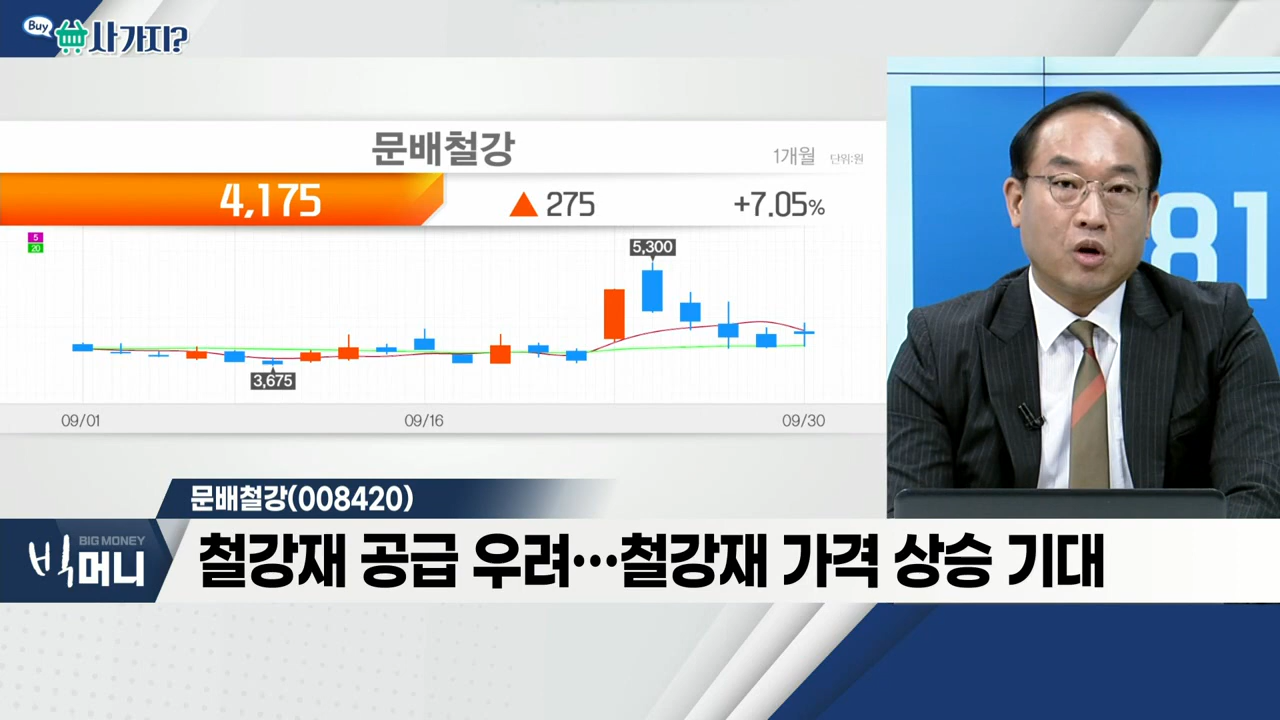 Buy
사 가지?
문배철강
1개월 단위:원
4,175 ▲ 275 +7.05%
5
20
5,300
3,675
09/01 09/16 09/30
81
문배철강(008420)
BIG MONEY
빅머니
철강재 공급 우려…철강재 가격 상승 기대